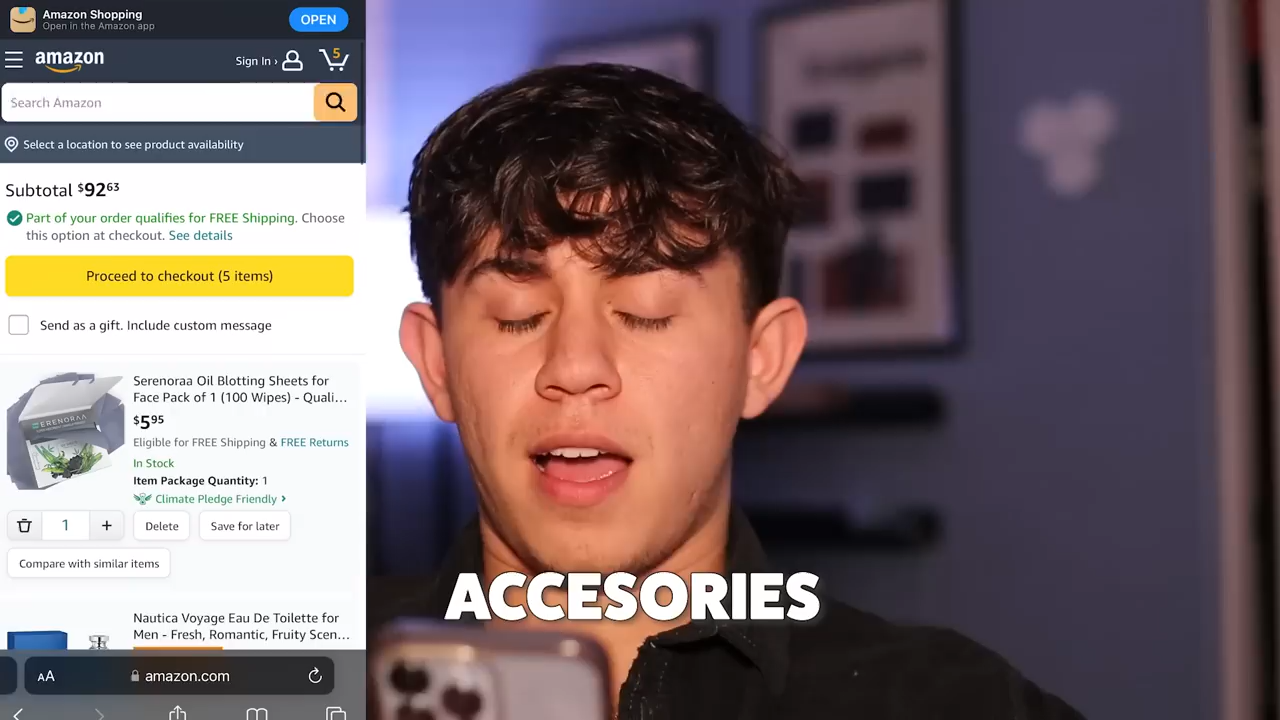 Amazon Shopping
Open in the Amazon app
OPEN
amazon
Sign In ›
5
Search Amazon
Select a location to see product availability
Subtotal $92 63
Part of your order qualifies for FREE Shipping. Choose
this option at checkout. See details
Proceed to checkout (5 items)
Send as a gift. Include custom message
Serenoraa Oil Blotting Sheets for
Face Pack of 1 (100 Wipes) - Quali...
$5 95
Eligible for FREE Shipping & FREE Returns
In Stock
Item Package Quantity: 1
Climate Pledge Friendly
1
Delete
Save for later
Compare with similar items
Nautica Voyage Eau De Toilette for
Men - Fresh, Romantic, Fruity Scen...
AA
amazon.com
ACCESORIES